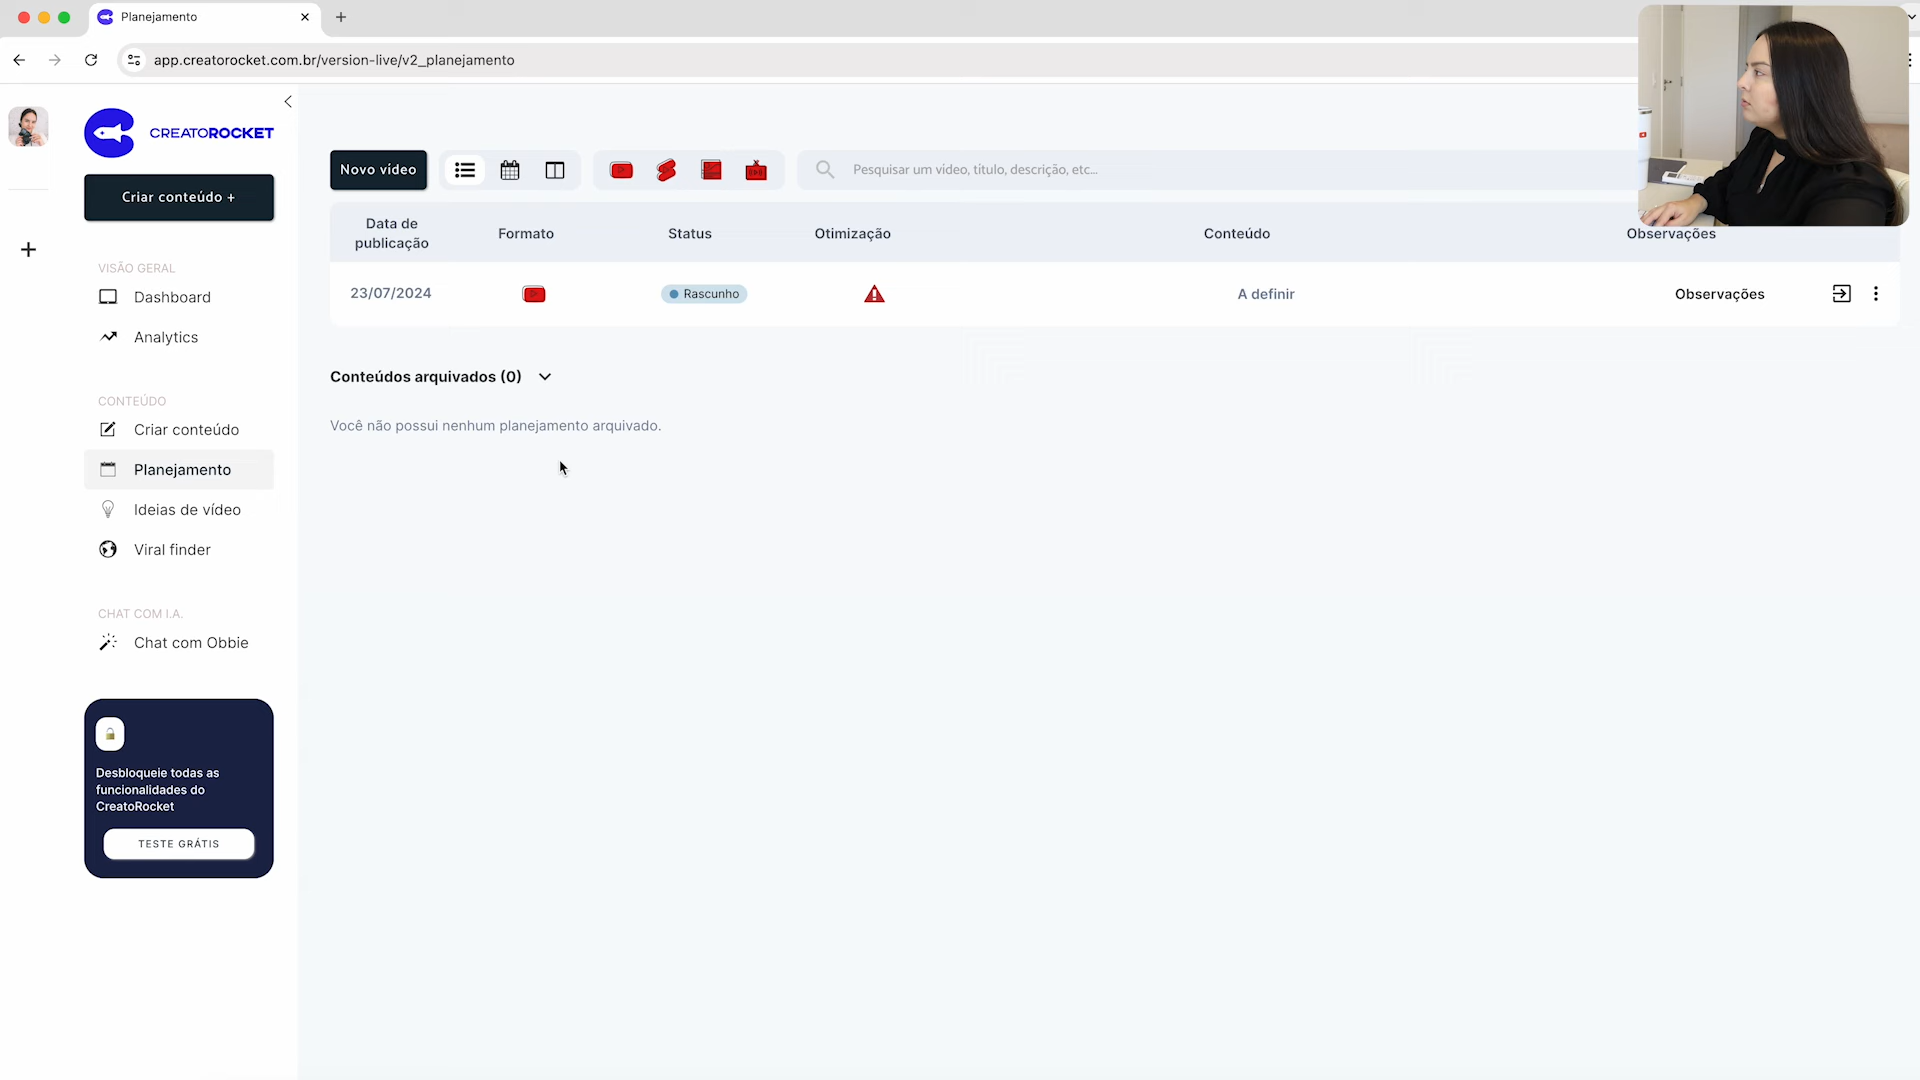 Planejamento
app.creatorocket.com.br/version-live/v2_planejamento
CREATOROCKET
Criar conteúdo +
VISÃO GERAL
Dashboard
Analytics
CONTEÚDO
Criar conteúdo
Planejamento
Ideias de vídeo
Viral finder
CHAT COM I.A.
Chat com Obbie
Desbloqueie todas as
funcionalidades do
CreatoRocket
TESTE GRÁTIS
Novo vídeo
Pesquisar um video, titulo, descrição, etc...
Data de
publicação
Formato
Status
Otimização
Conteúdo
Observações
23/07/2024
Rascunho
A definir
Observações
Conteúdos arquivados (0)
Você não possui nenhum planejamento arquivado.